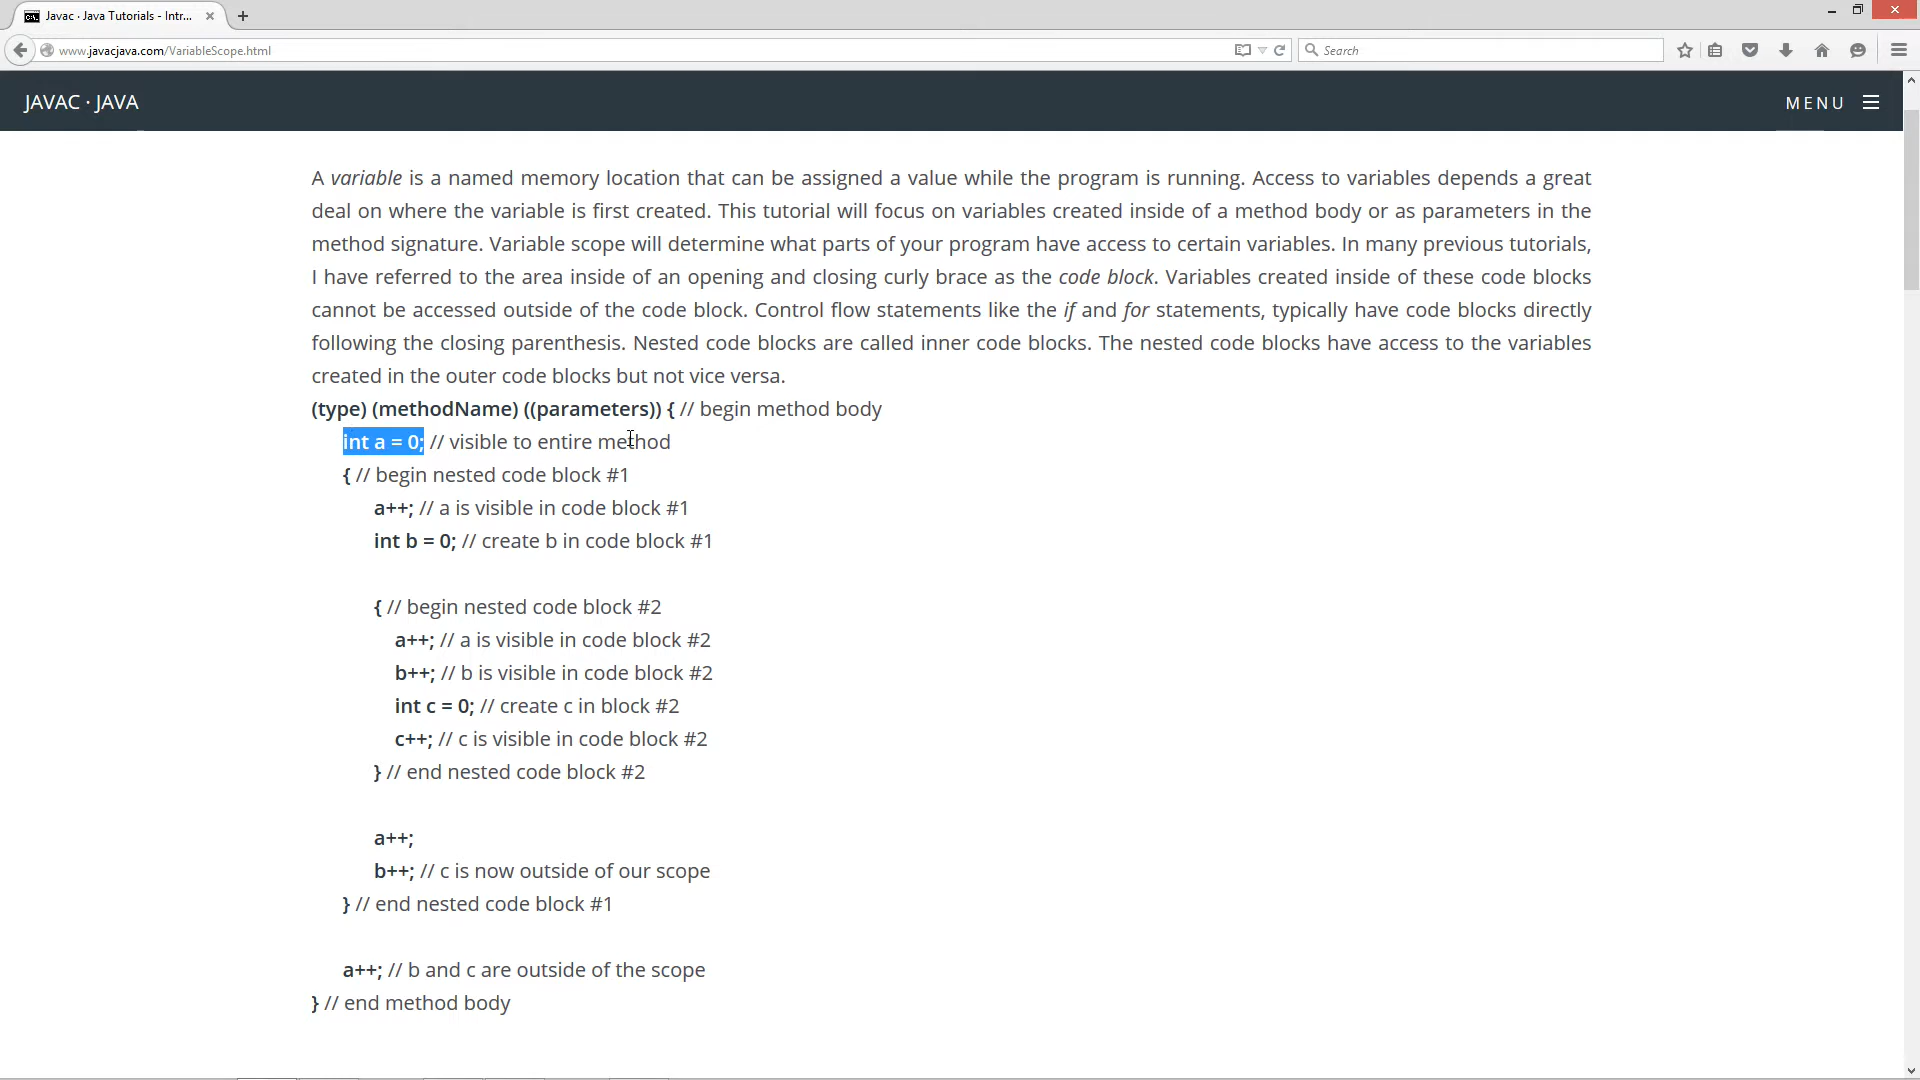 Javac · Java Tutorials - Intr...
www.javacjava.com/VariableScope.html
Search
JAVAC · JAVA
MENU
A variable is a named memory location that can be assigned a value while the program is running. Access to variables depends a great
deal on where the variable is first created. This tutorial will focus on variables created inside of a method body or as parameters in the
method signature. Variable scope will determine what parts of your program have access to certain variables. In many previous tutorials,
I have referred to the area inside of an opening and closing curly brace as the code block. Variables created inside of these code blocks
cannot be accessed outside of the code block. Control flow statements like the if and for statements, typically have code blocks directly
following the closing parenthesis. Nested code blocks are called inner code blocks. The nested code blocks have access to the variables
created in the outer code blocks but not vice versa.
(type) (methodName) ((parameters)) { // begin method body
int a = 0; // visible to entire method
{ // begin nested code block #1
a++; // a is visible in code block #1
int b = 0; // create b in code block #1
{ // begin nested code block #2
a++; // a is visible in code block #2
b++; // b is visible in code block #2
int c = 0; // create c in block #2
c++; // c is visible in code block #2
} // end nested code block #2
a++;
b++; // c is now outside of our scope
} // end nested code block #1
a++; // b and c are outside of the scope
} // end method body